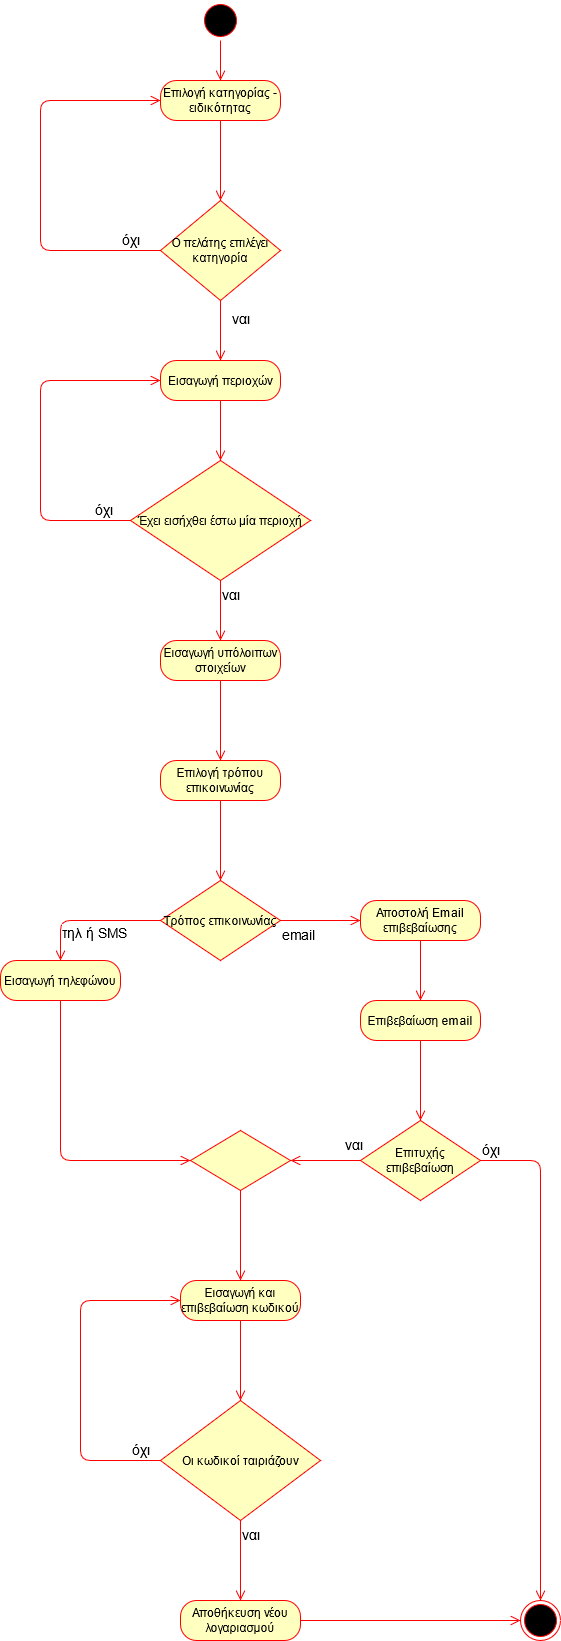 Επιλογή κατηγορίας -
ειδικότητας
όχι
Ο πελάτης επιλέγει
κατηγορία
ναι
Εισαγωγή περιοχών
όχι
Έχει εισήχθει έστω μία περιοχή
ναι
Εισαγωγή υπόλοιπων
στοιχείων
Επιλογή τρόπου
επικοινωνίας
Τρόπος επικοινωνίας
τηλ ή SMS
email
Αποστολή Email
επιβεβαίωσης
Εισαγωγή τηλεφώνου
Επιβεβαίωση email
ναι
Επιτυχής
επιβεβαίωση
όχι
Εισαγωγή και
επιβεβαίωση κωδικού
όχι
Οι κωδικοί ταιριάζουν
ναι
Αποθήκευση νέου
λογαριασμού